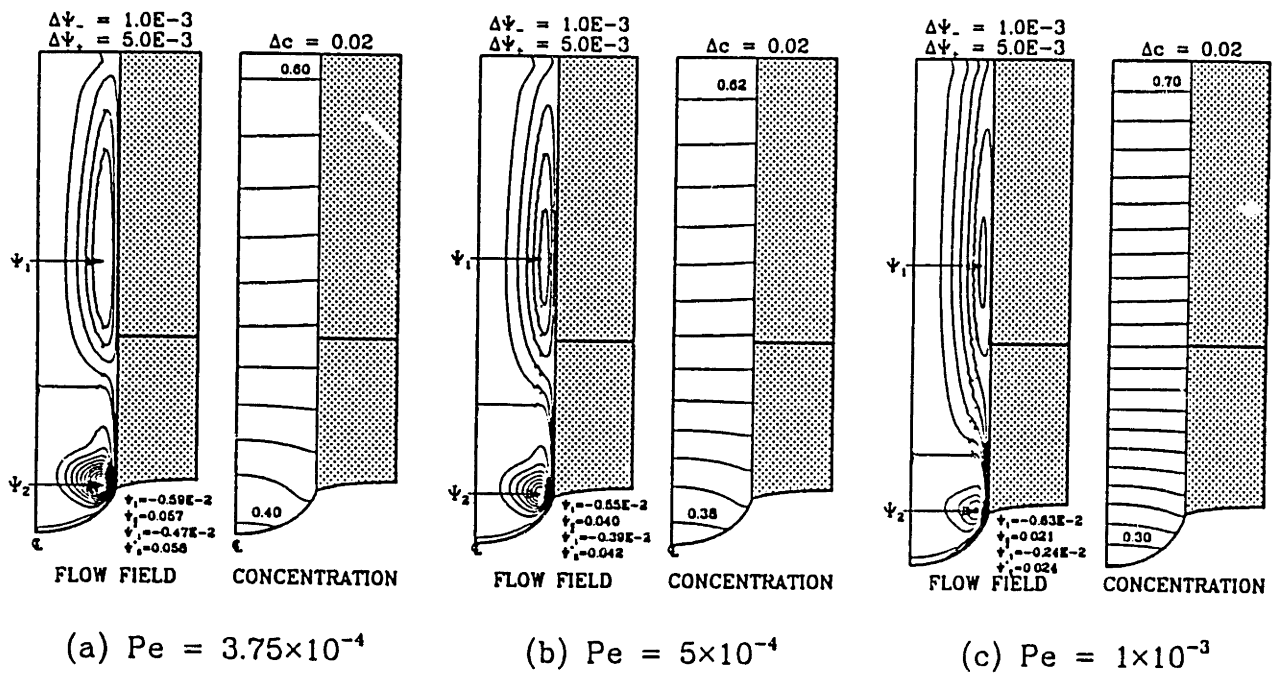 ΔΨ₋ = 1.0E-3
ΔΨ₊ = 5.0E-3
Δc = 0.02
0.60
Ψ₁
Ψ₂
0.40
℄
FLOW FIELD
CONCENTRATION
(a) Pe = 3.75×10⁻⁴
ΔΨ₋ = 1.0E-3
ΔΨ₊ = 5.0E-3
Δc = 0.02
0.62
Ψ₁
Ψ₂
0.38
℄
FLOW FIELD
CONCENTRATION
(b) Pe = 5×10⁻⁴
ΔΨ₋ = 1.0E-3
ΔΨ₊ = 5.0E-3
Δc = 0.02
0.70
Ψ₁
Ψ₂
0.30
℄
FLOW FIELD
CONCENTRATION
(c) Pe = 1×10⁻³